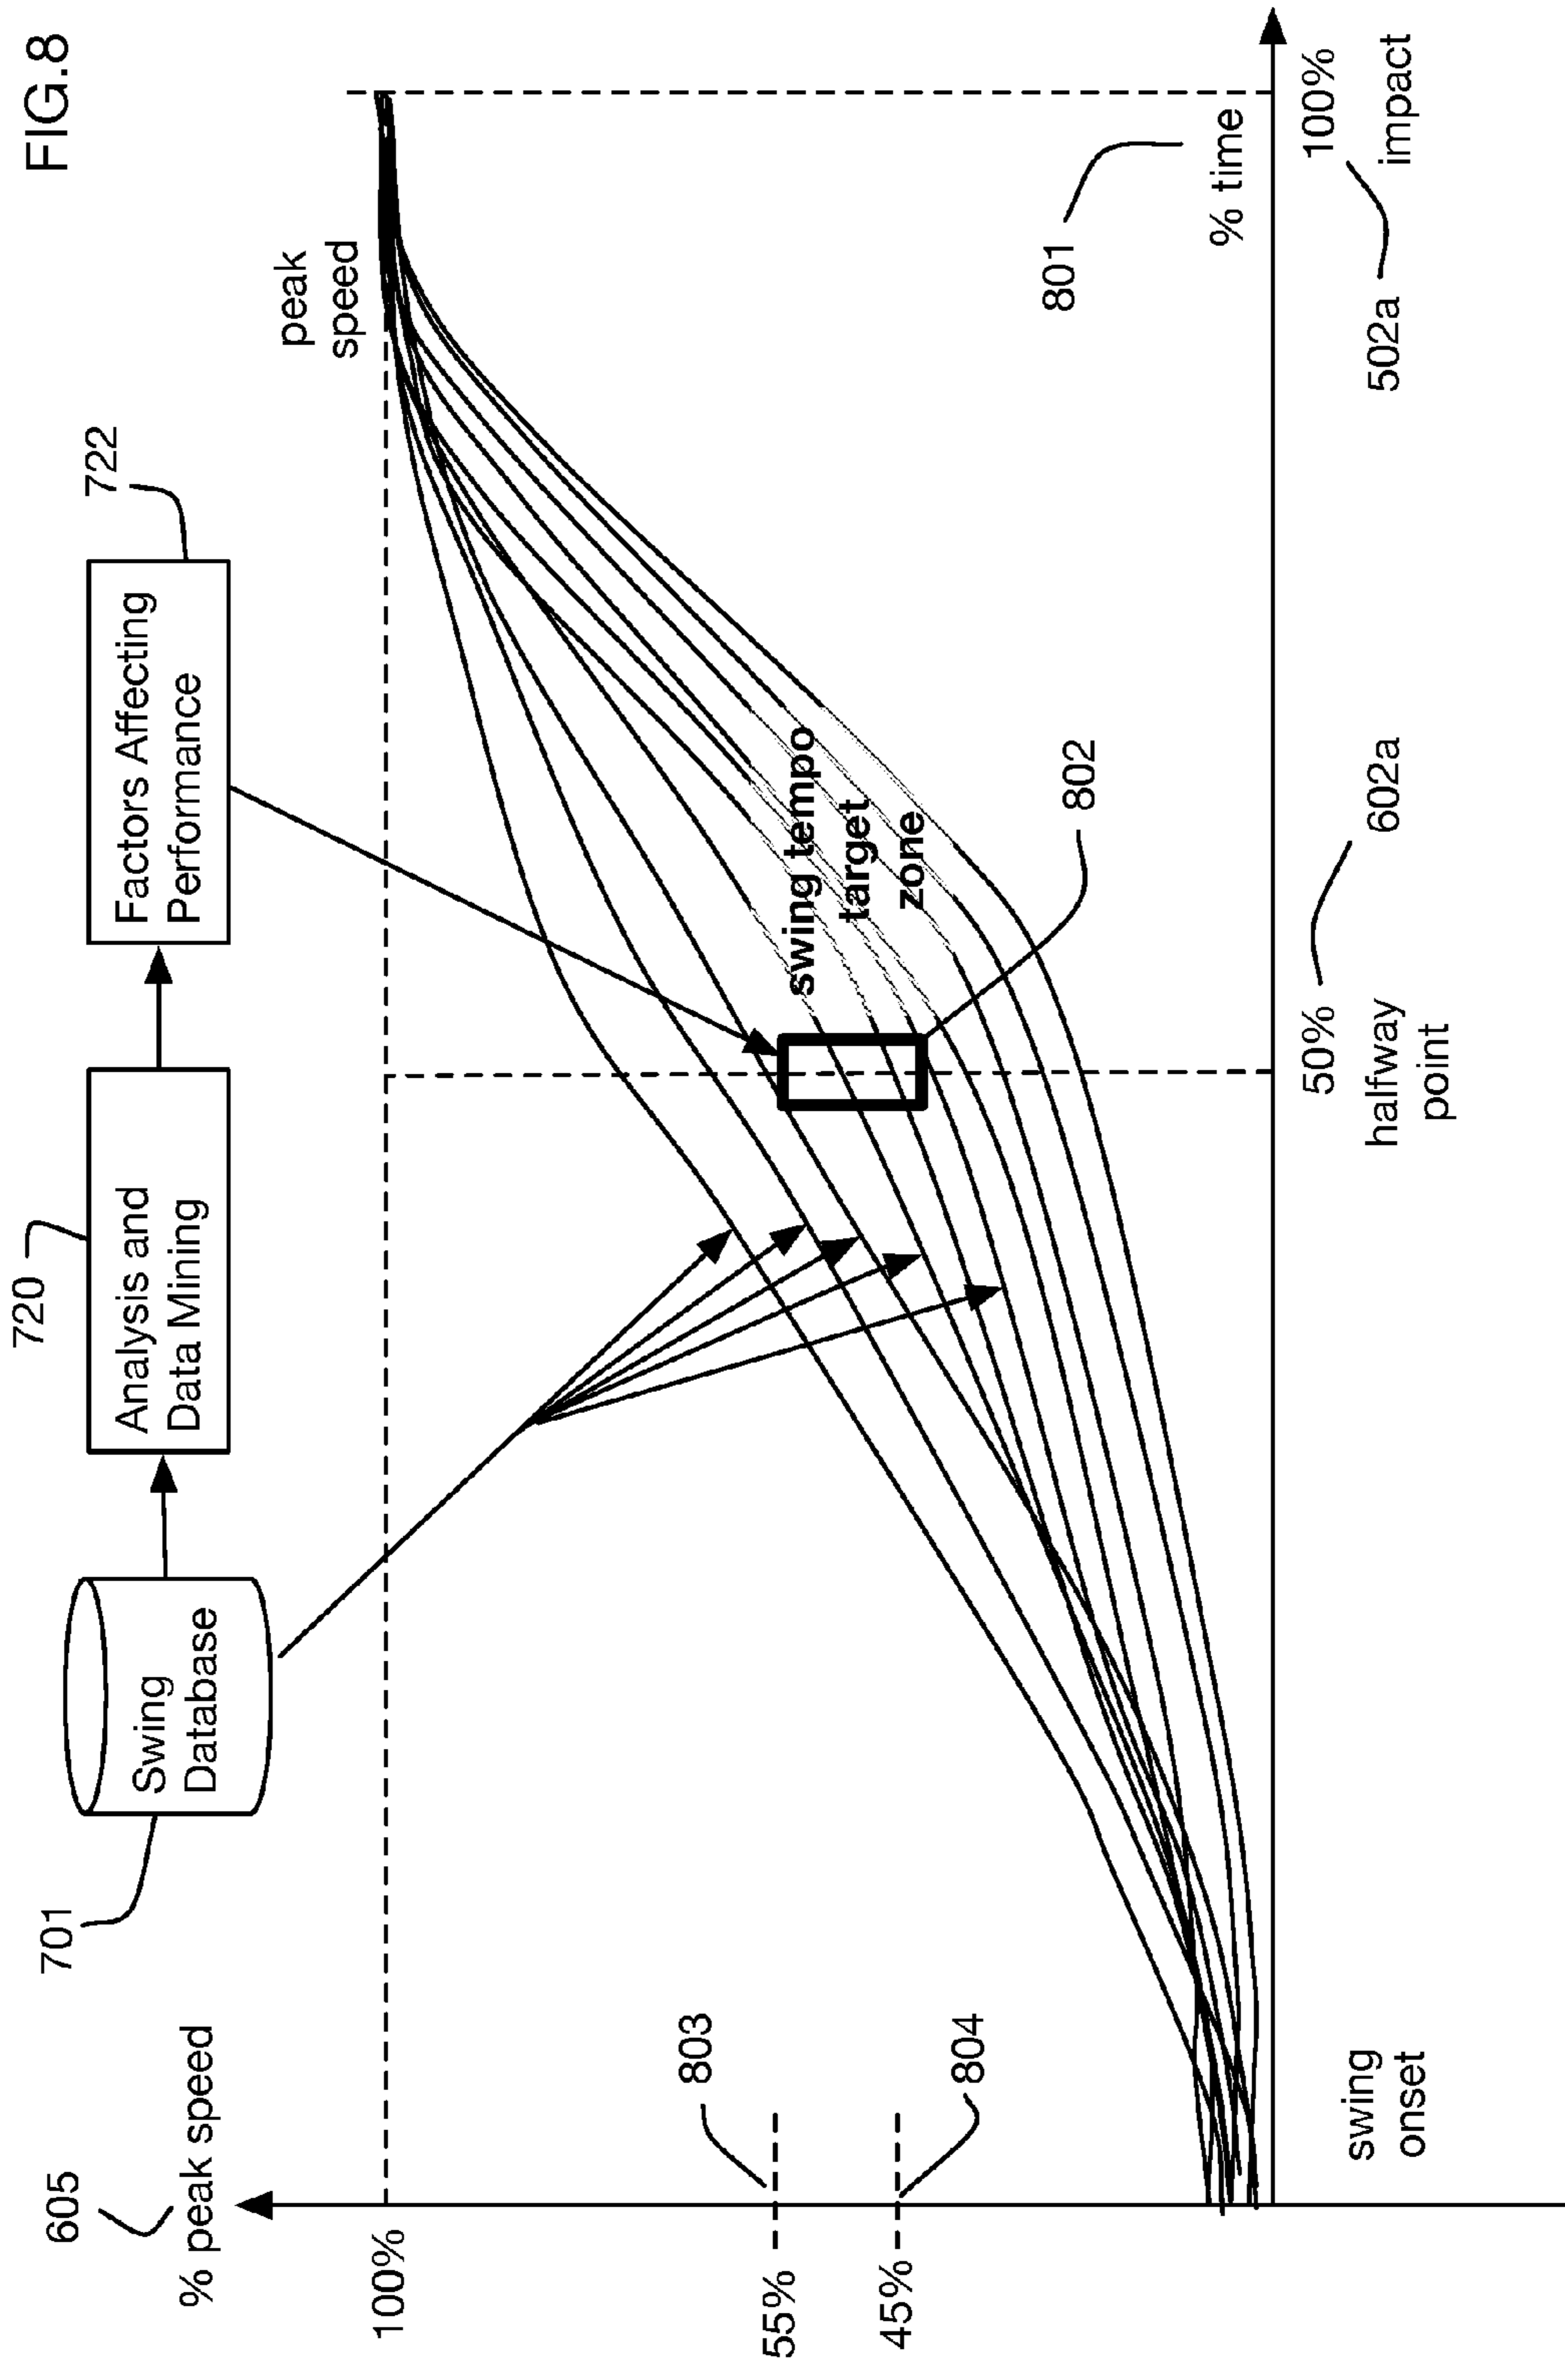 FIG.8
701
Swing
Database
720
Analysis and
Data Mining
722
Factors Affecting
Performance
605
% peak speed
100%
peak
speed
803
55%
804
45%
swing tempo
target
zone
802
801
% time
swing
onset
50%
halfway
point
602a
100%
impact
502a